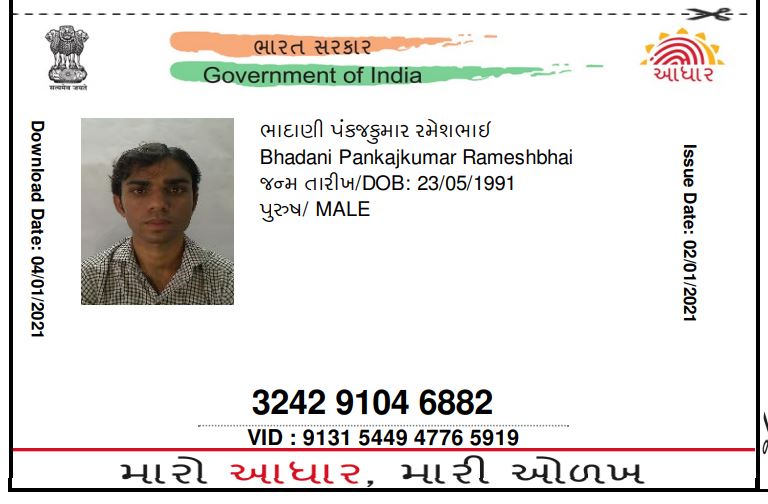 ભારત સરકાર
Government of India
सत्यमेव जयते
આધાર
Download Date: 04/01/2021
ભાદાણી પંકજકુમાર રમેશભાઈ
Bhadani Pankajkumar Rameshbhai
જન્મ તારીખ/DOB: 23/05/1991
પુરુષ/ MALE
Issue Date: 02/01/2021
3242 9104 6882
VID : 9131 5449 4776 5919
મારો આધાર, મારી ઓળખ